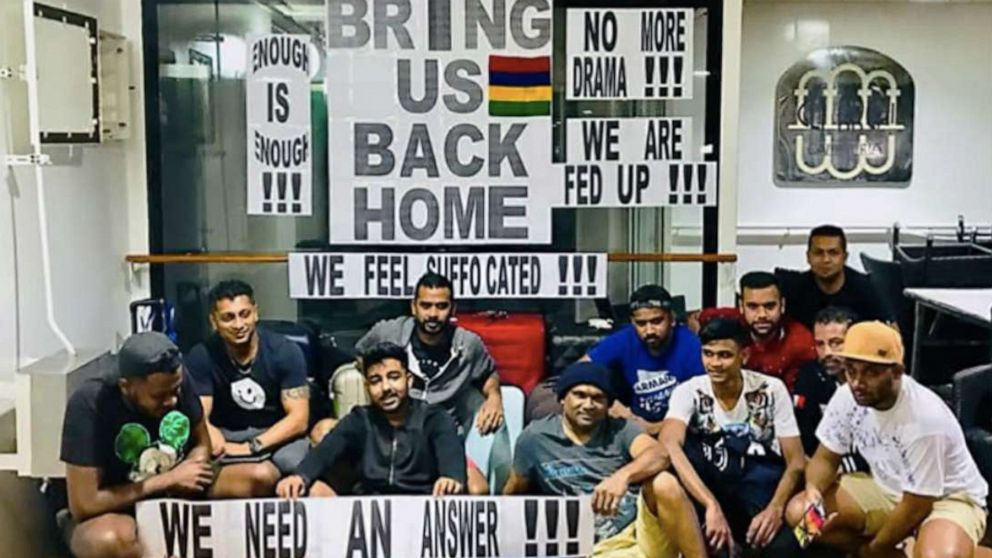 ENOUGH
IS
ENOUGH
!!!
BRING
US
BACK
HOME
NO MORE
DRAMA !!!
WE ARE
FED UP !!!
WE FEEL SUFFOCATED !!!
ARMANI
WE NEED AN ANSWER !!!